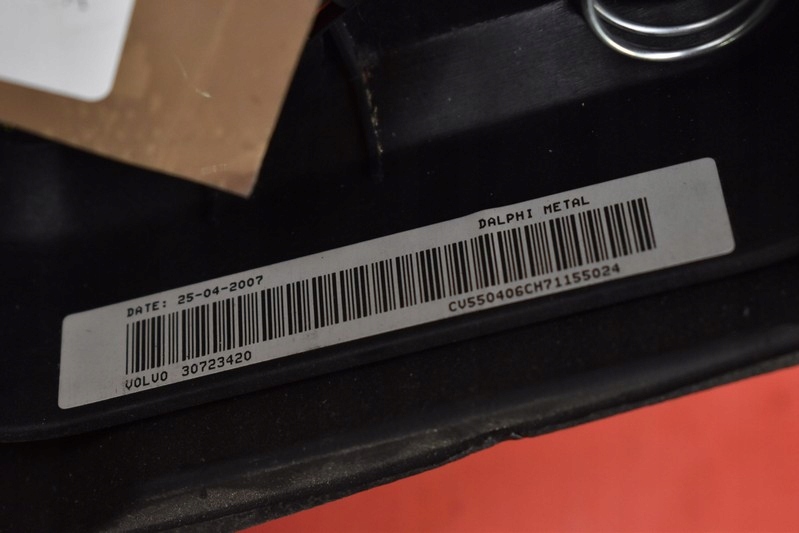 DALPHI METAL
DATE: 25-04-2007
CV550406CH71155024
VOLVO 30723420